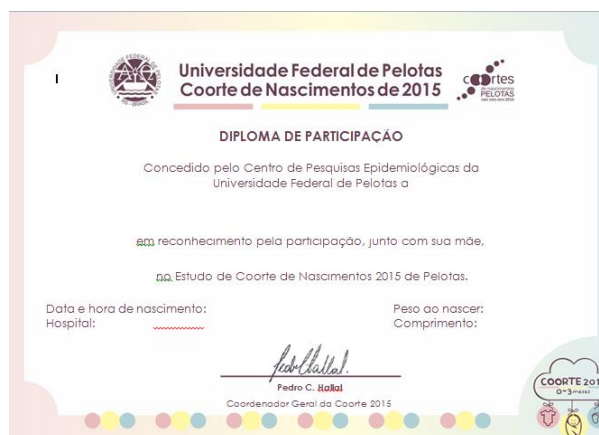 Universidade Federal de Pelotas
Coorte de Nascimentos de 2015
coortes
de nascimentos
PELOTAS
DIPLOMA DE PARTICIPAÇÃO
Concedido pelo Centro de Pesquisas Epidemiológicas da
Universidade Federal de Pelotas a
em reconhecimento pela participação, junto com sua mãe,
no Estudo de Coorte de Nascimentos 2015 de Pelotas.
Data e hora de nascimento:
Peso ao nascer:
Hospital:
Comprimento:
Pedro C. Hallal
Coordenador Geral da Coorte 2015
COORTE 201
0-3 meses